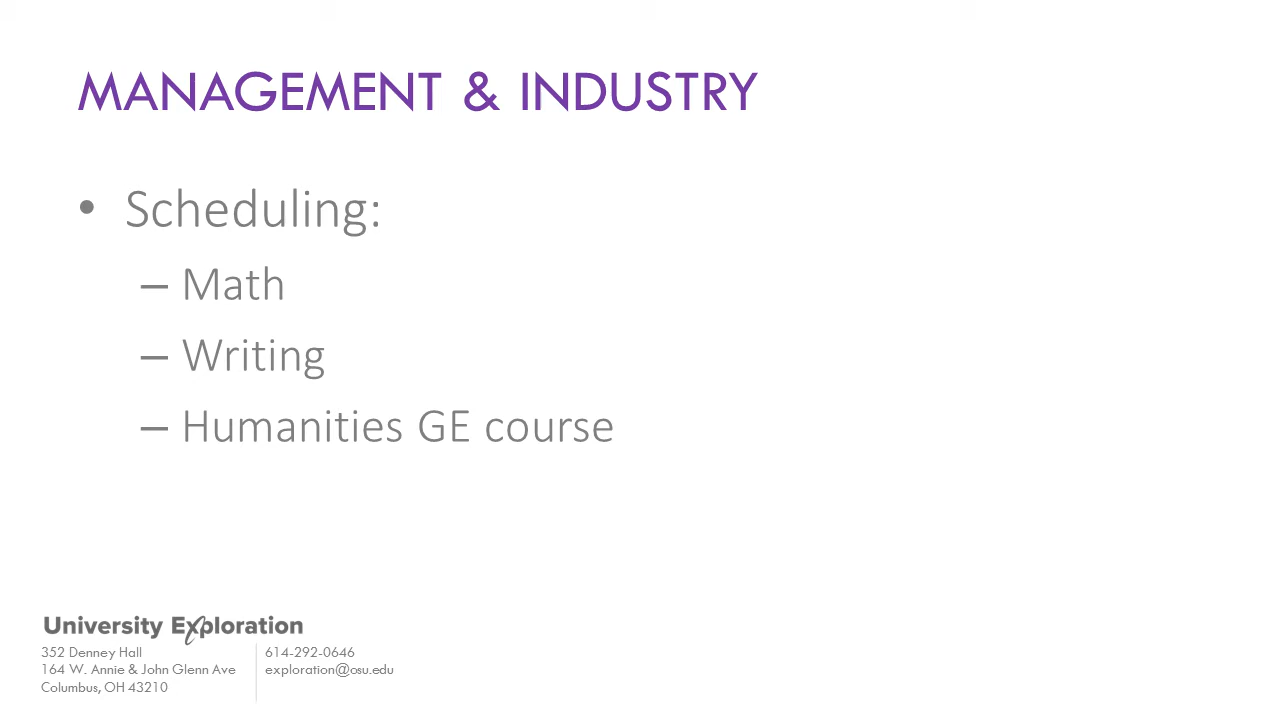 MANAGEMENT & INDUSTRY
• Scheduling:
– Math
– Writing
– Humanities GE course
University Exploration
352 Denney Hall
164 W. Annie & John Glenn Ave
Columbus, OH 43210
614-292-0646
exploration@osu.edu